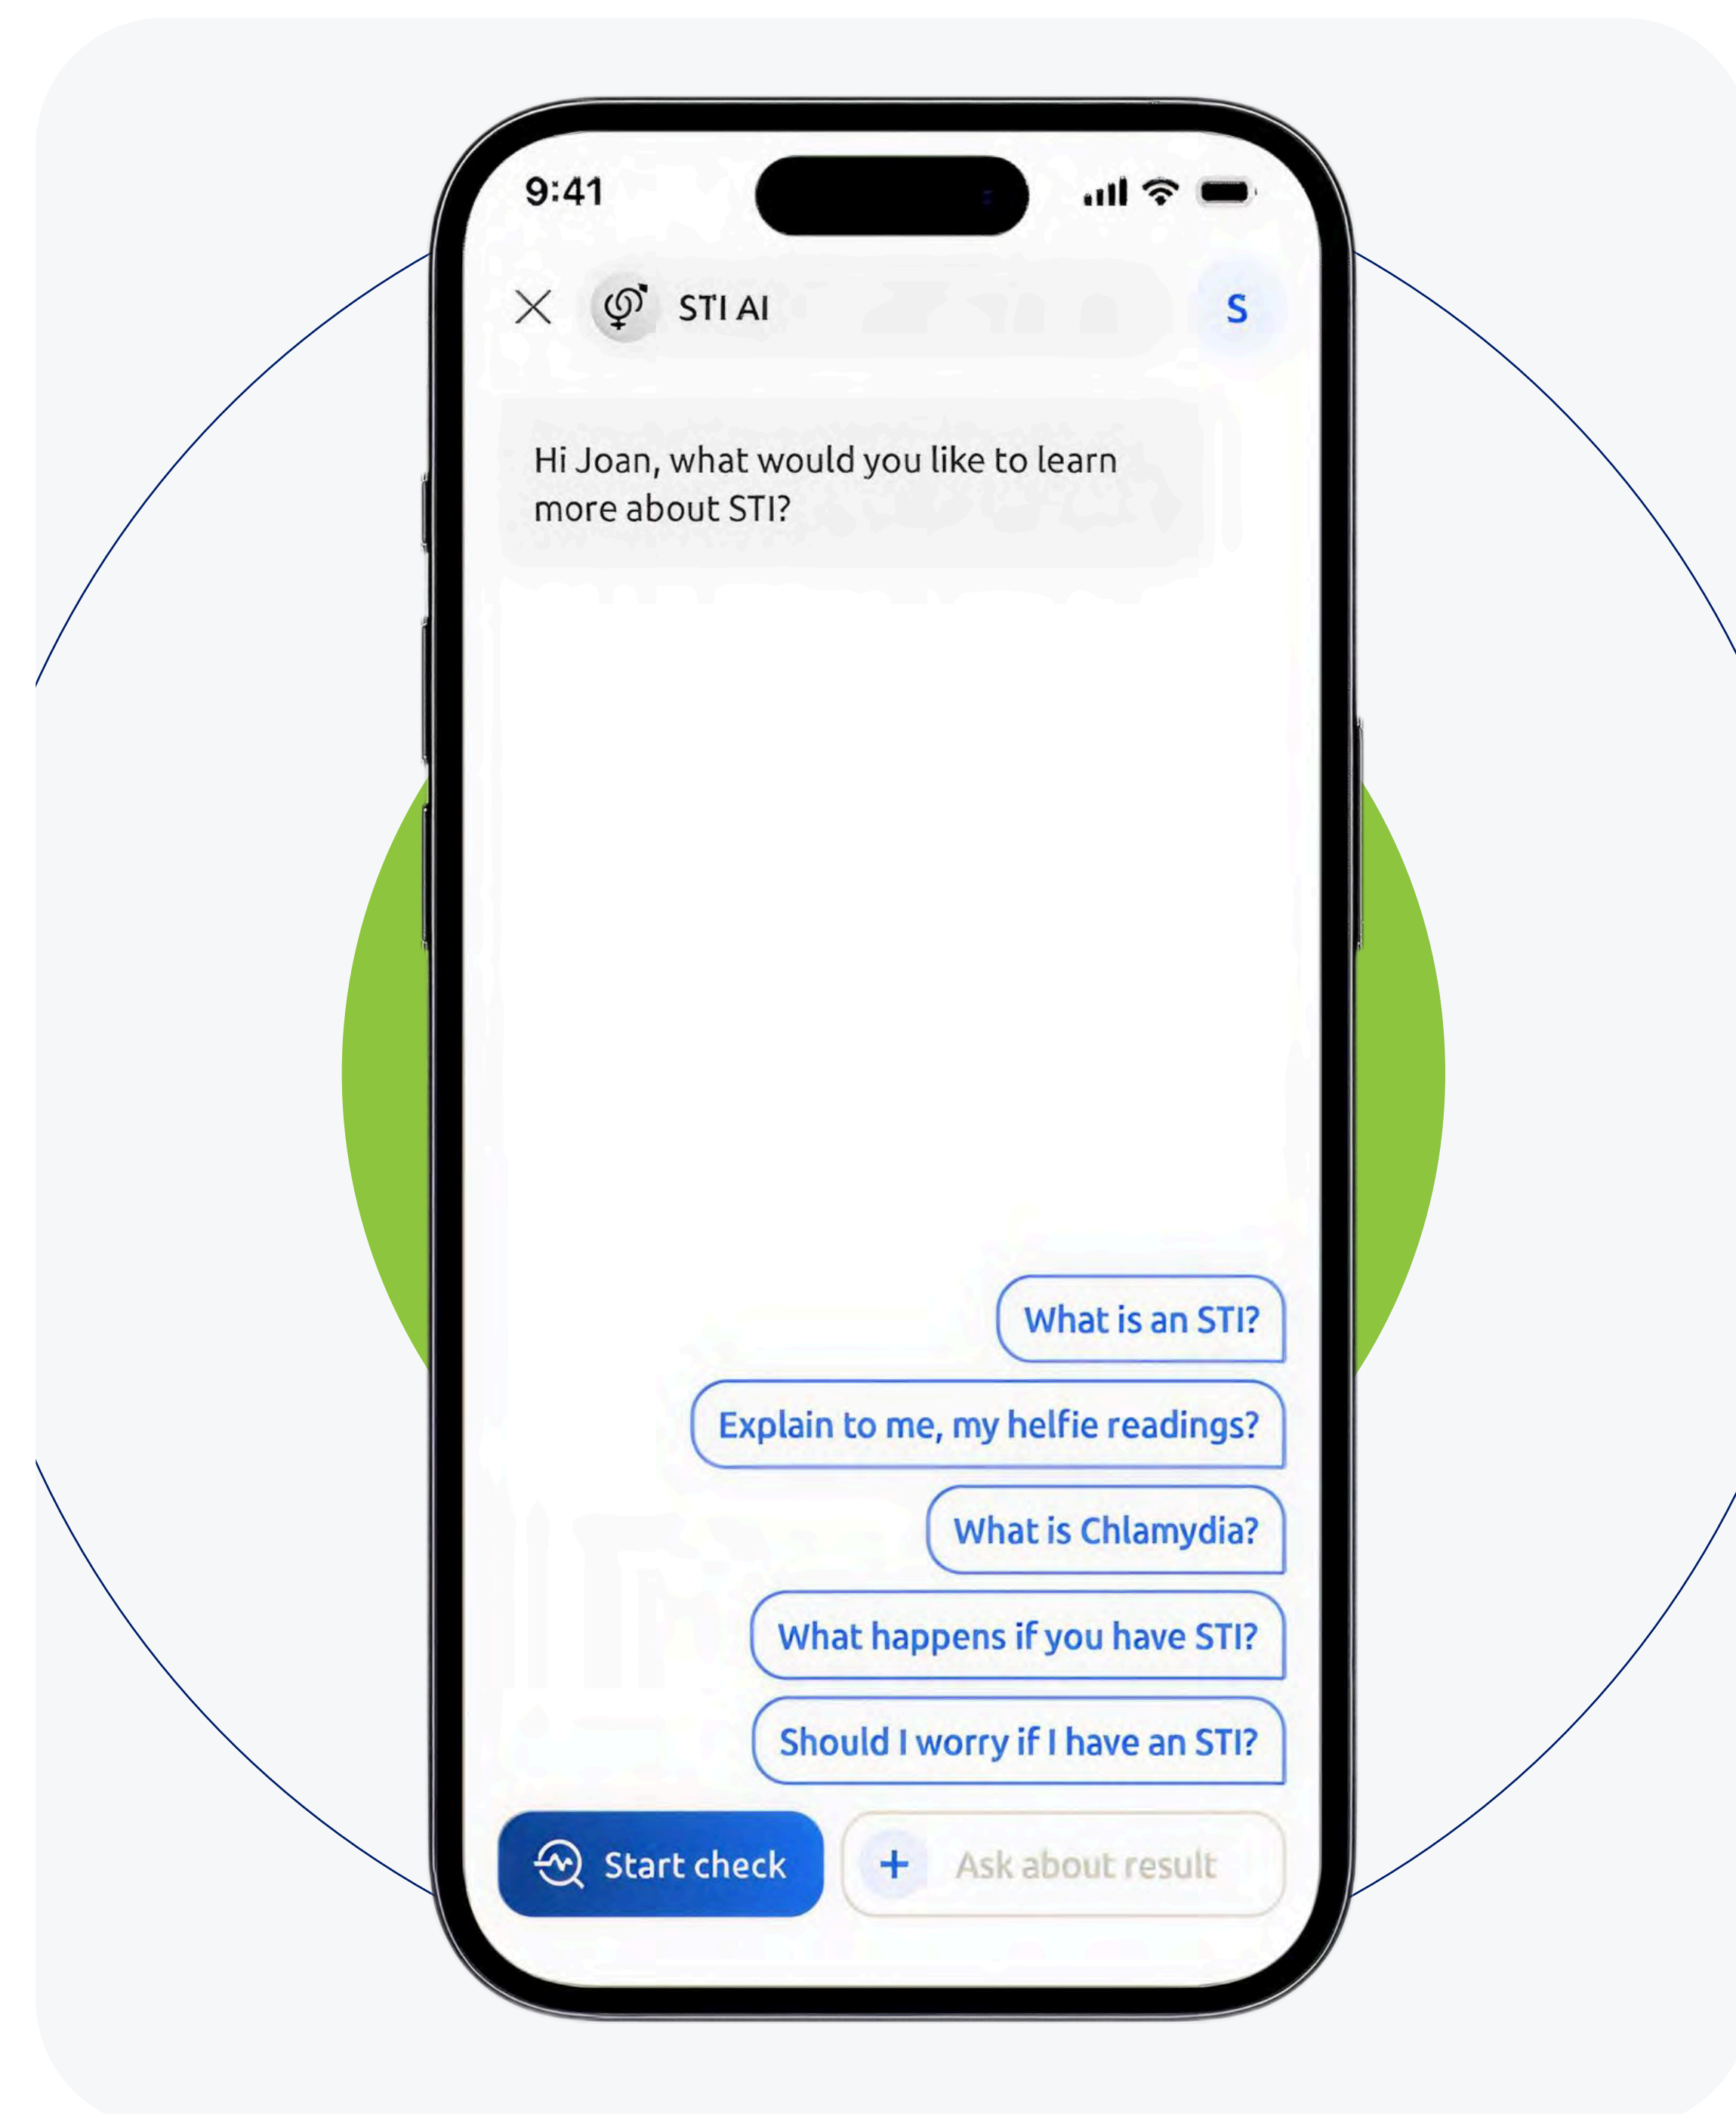 9:41
STI AI
S
Hi Joan, what would you like to learn
more about STI?
What is an STI?
Explain to me, my helfie readings?
What is Chlamydia?
What happens if you have STI?
Should I worry if I have an STI?
Start check
+ Ask about result